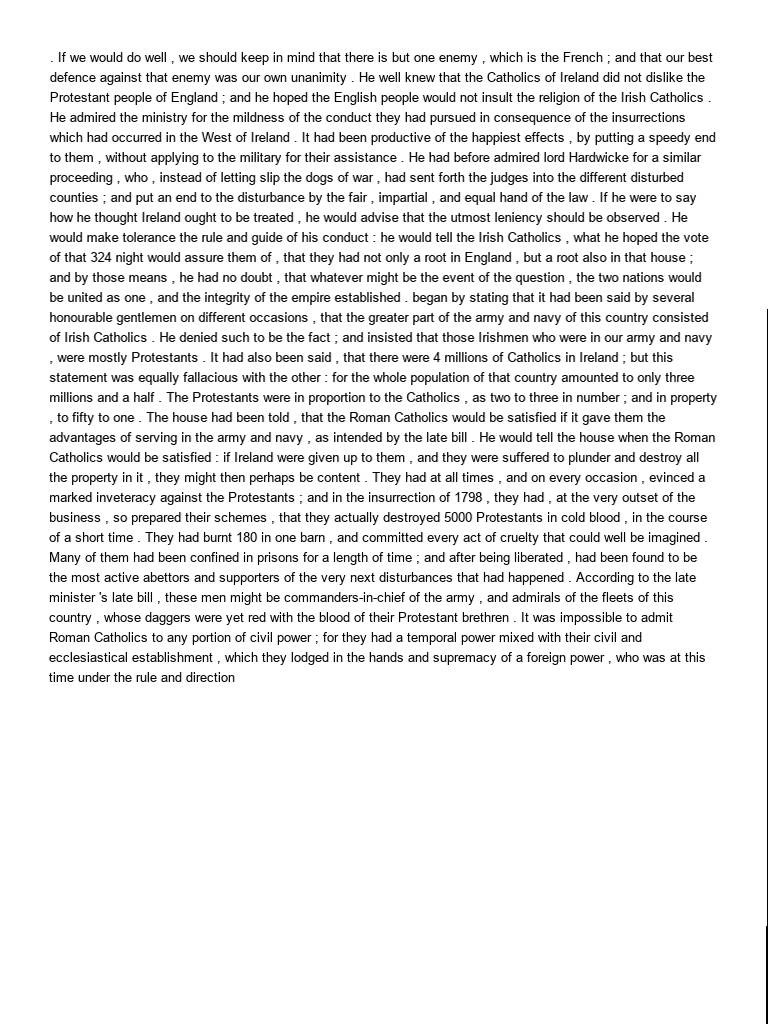 . If we would do well , we should keep in mind that there is but one enemy , which is the French ; and that our best
defence against that enemy was our own unanimity . He well knew that the Catholics of Ireland did not dislike the
Protestant people of England ; and he hoped the English people would not insult the religion of the Irish Catholics .
He admired the ministry for the mildness of the conduct they had pursued in consequence of the insurrections
which had occurred in the West of Ireland . It had been productive of the happiest effects , by putting a speedy end
to them , without applying to the military for their assistance . He had before admired lord Hardwicke for a similar
proceeding , who , instead of letting slip the dogs of war , had sent forth the judges into the different disturbed
counties ; and put an end to the disturbance by the fair , impartial , and equal hand of the law . If he were to say
how he thought Ireland ought to be treated , he would advise that the utmost leniency should be observed . He
would make tolerance the rule and guide of his conduct : he would tell the Irish Catholics , what he hoped the vote
of that 324 night would assure them of , that they had not only a root in England , but a root also in that house ;
and by those means , he had no doubt , that whatever might be the event of the question , the two nations would
be united as one , and the integrity of the empire established . began by stating that it had been said by several
honourable gentlemen on different occasions , that the greater part of the army and navy of this country consisted
of Irish Catholics . He denied such to be the fact ; and insisted that those Irishmen who were in our army and navy
, were mostly Protestants . It had also been said , that there were 4 millions of Catholics in Ireland ; but this
statement was equally fallacious with the other : for the whole population of that country amounted to only three
millions and a half . The Protestants were in proportion to the Catholics , as two to three in number ; and in property
, to fifty to one . The house had been told , that the Roman Catholics would be satisfied if it gave them the
advantages of serving in the army and navy , as intended by the late bill . He would tell the house when the Roman
Catholics would be satisfied : if Ireland were given up to them , and they were suffered to plunder and destroy all
the property in it , they might then perhaps be content . They had at all times , and on every occasion , evinced a
marked inveteracy against the Protestants ; and in the insurrection of 1798 , they had , at the very outset of the
business , so prepared their schemes , that they actually destroyed 5000 Protestants in cold blood , in the course
of a short time . They had burnt 180 in one barn , and committed every act of cruelty that could well be imagined .
Many of them had been confined in prisons for a length of time ; and after being liberated , had been found to be
the most active abettors and supporters of the very next disturbances that had happened . According to the late
minister 's late bill , these men might be commanders-in-chief of the army , and admirals of the fleets of this
country , whose daggers were yet red with the blood of their Protestant brethren . It was impossible to admit
Roman Catholics to any portion of civil power ; for they had a temporal power mixed with their civil and
ecclesiastical establishment , which they lodged in the hands and supremacy of a foreign power , who was at this
time under the rule and direction